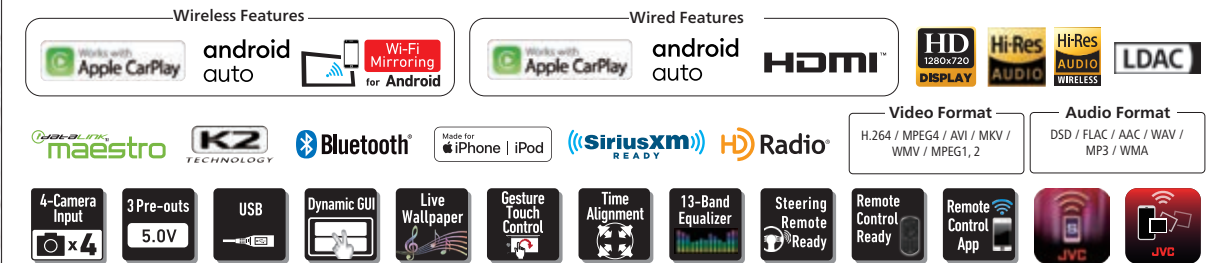 Wireless Features
Works with
Apple CarPlay
android
auto
Wi-Fi
Mirroring
for Android
Wired Features
Works with
Apple CarPlay
android
auto
HDMI™
HD
1280x720
DISPLAY
Hi-Res
AUDIO
Hi-Res
AUDIO
WIRELESS
LDAC
iDataLink
maestro
K2
TECHNOLOGY
Bluetooth®
Made for
iPhone | iPod
SiriusXM
READY
HD Radio®
Video Format
H.264 / MPEG4 / AVI / MKV /
WMV / MPEG1, 2
Audio Format
DSD / FLAC / AAC / WAV /
MP3 / WMA
4-Camera
Input
x4
3 Pre-outs
5.0V
USB
Dynamic GUI
Live
Wallpaper
Gesture
Touch
Control
Time
Alignment
13-Band
Equalizer
Steering
Remote
Ready
Remote
Control
Ready
Remote
Control
App
S
JVC
JVC